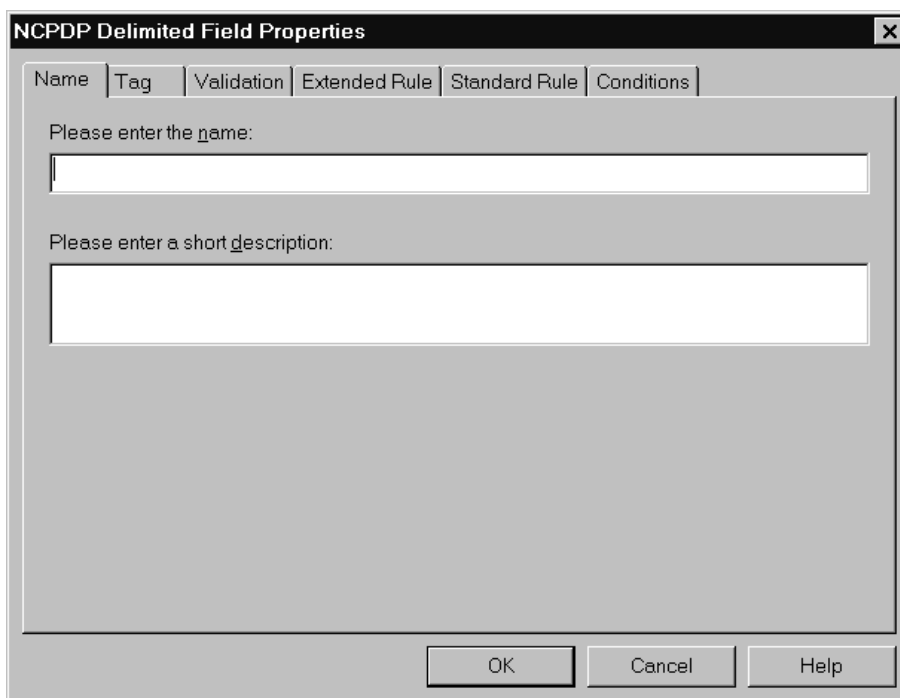 NCPDP Delimited Field Properties
Name Tag Validation Extended Rule Standard Rule Conditions
Please enter the name:
Please enter a short description:
OK Cancel Help